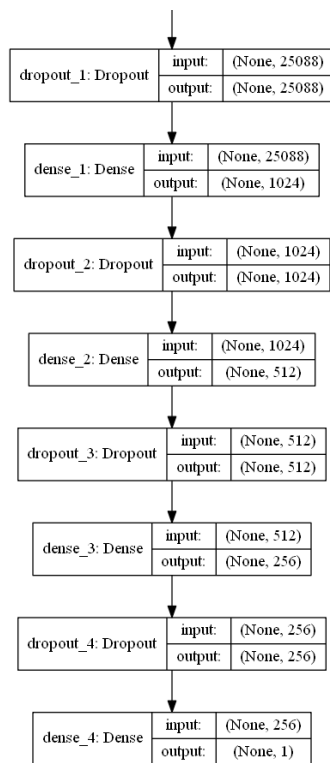 dropout_1: Dropout
input: (None, 25088)
output: (None, 25088)
dense_1: Dense
input: (None, 25088)
output: (None, 1024)
dropout_2: Dropout
input: (None, 1024)
output: (None, 1024)
dense_2: Dense
input: (None, 1024)
output: (None, 512)
dropout_3: Dropout
input: (None, 512)
output: (None, 512)
dense_3: Dense
input: (None, 512)
output: (None, 256)
dropout_4: Dropout
input: (None, 256)
output: (None, 256)
dense_4: Dense
input: (None, 256)
output: (None, 1)